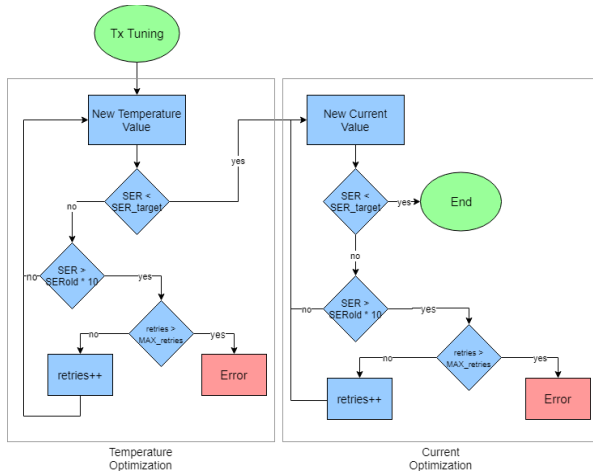 Tx Tuning
New Temperature
Value
New Current
Value
yes
SER <
SER_target
SER <
SER_target
yes
End
no
no
SER >
SERold * 10
no
yes
SER >
SERold * 10
no
yes
retries >
MAX_retries
no
yes
retries >
MAX_retries
no
yes
retries++
Error
retries++
Error
Temperature
Optimization
Current
Optimization